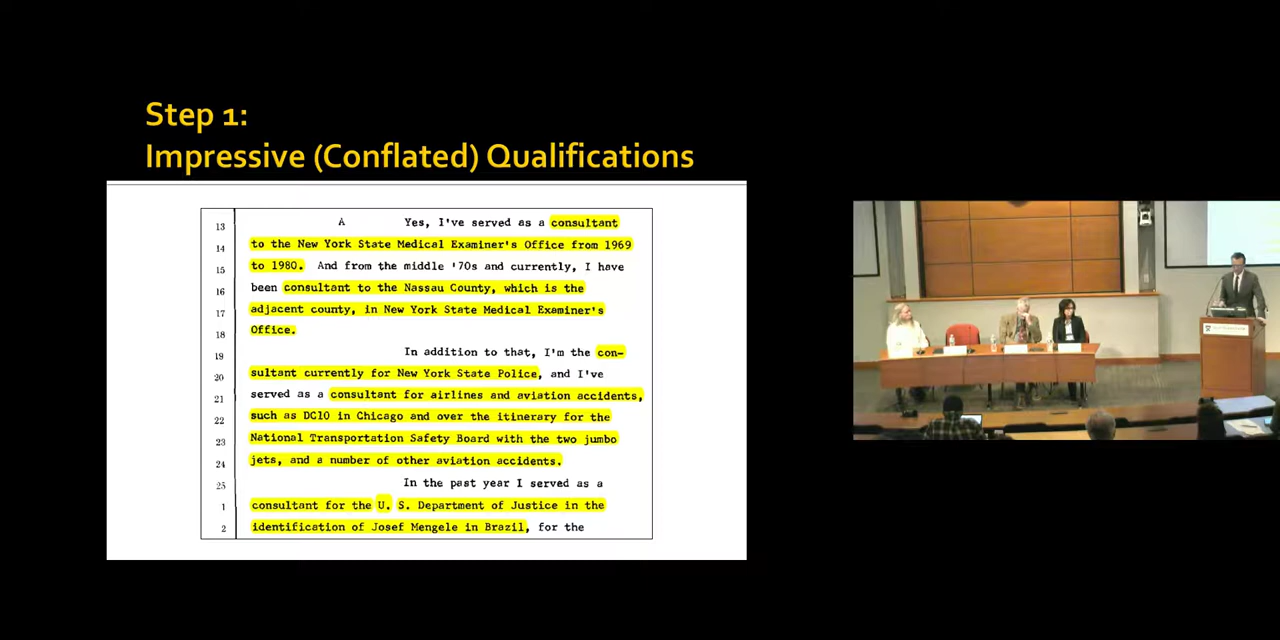 Step 1:
Impressive (Conflated) Qualifications
13 A Yes, I've served as a consultant
14 to the New York State Medical Examiner's Office from 1969
15 to 1980. And from the middle '70s and currently, I have
16 been consultant to the Nassau County, which is the
17 adjacent county, in New York State Medical Examiner's
18 Office.
19 In addition to that, I'm the con-
20 sultant currently for New York State Police, and I've
21 served as a consultant for airlines and aviation accidents,
22 such as DC10 in Chicago and over the itinerary for the
23 National Transportation Safety Board with the two jumbo
24 jets, and a number of other aviation accidents.
25 In the past year I served as a
1 consultant for the U. S. Department of Justice in the
2 identification of Josef Mengele in Brazil, for the